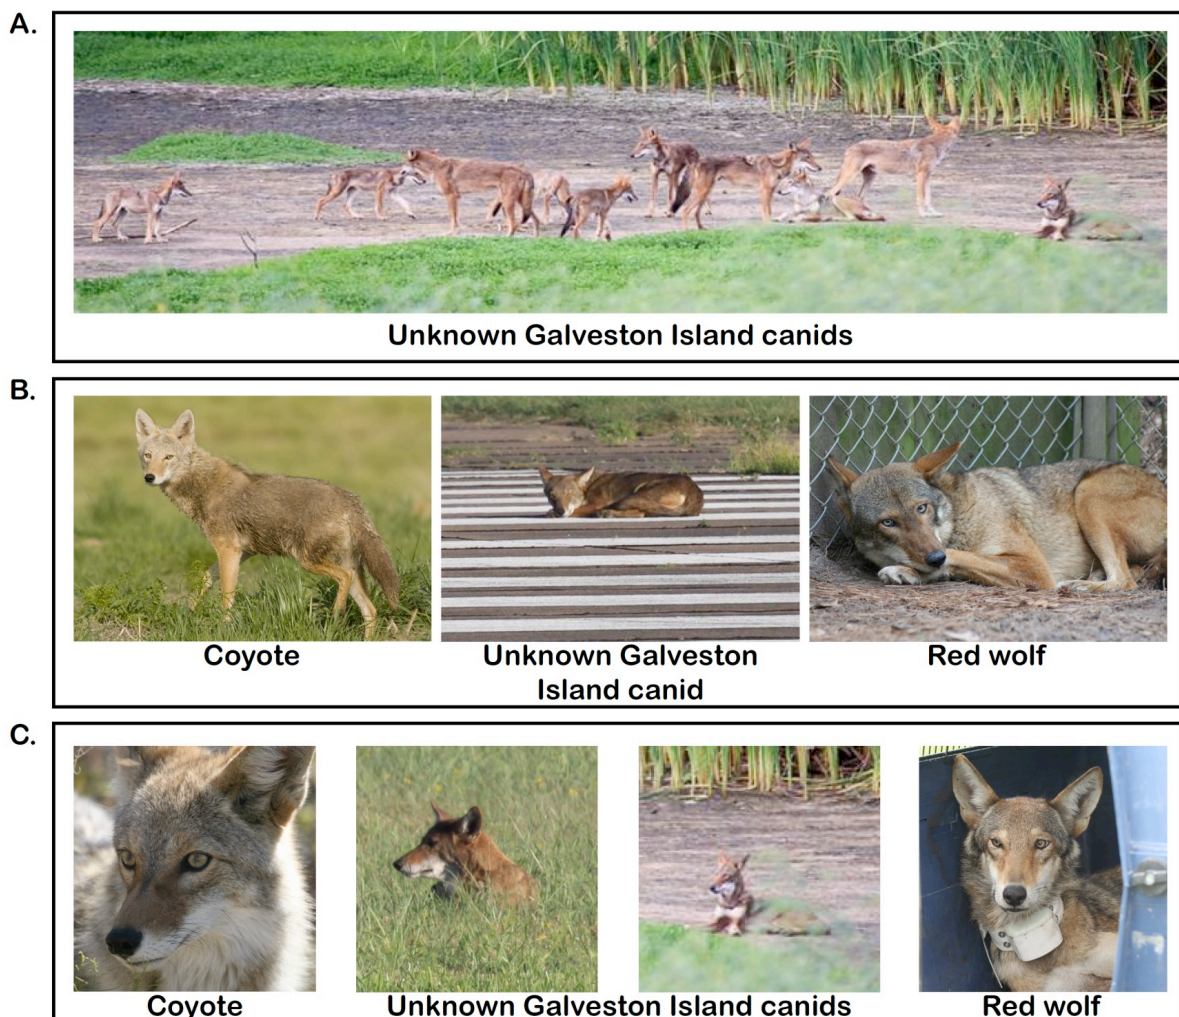 A.
Unknown Galveston Island canids
B.
Coyote
Unknown Galveston
Island canid
Red wolf
C.
Coyote
Unknown Galveston Island canids
Red wolf